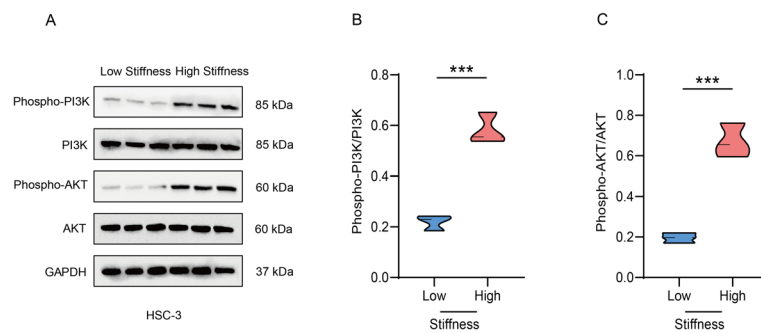 A
Low Stiffness High Stiffness
Phospho-PI3K 85 kDa
PI3K 85 kDa
Phospho-AKT 60 kDa
AKT 60 kDa
GAPDH 37 kDa
HSC-3
B
***
Phospho-PI3K/PI3K
0.8
0.6
0.4
0.2
0.0
Low High
Stiffness
C
***
Phospho-AKT/AKT
1.0
0.8
0.6
0.4
0.2
0.0
Low High
Stiffness